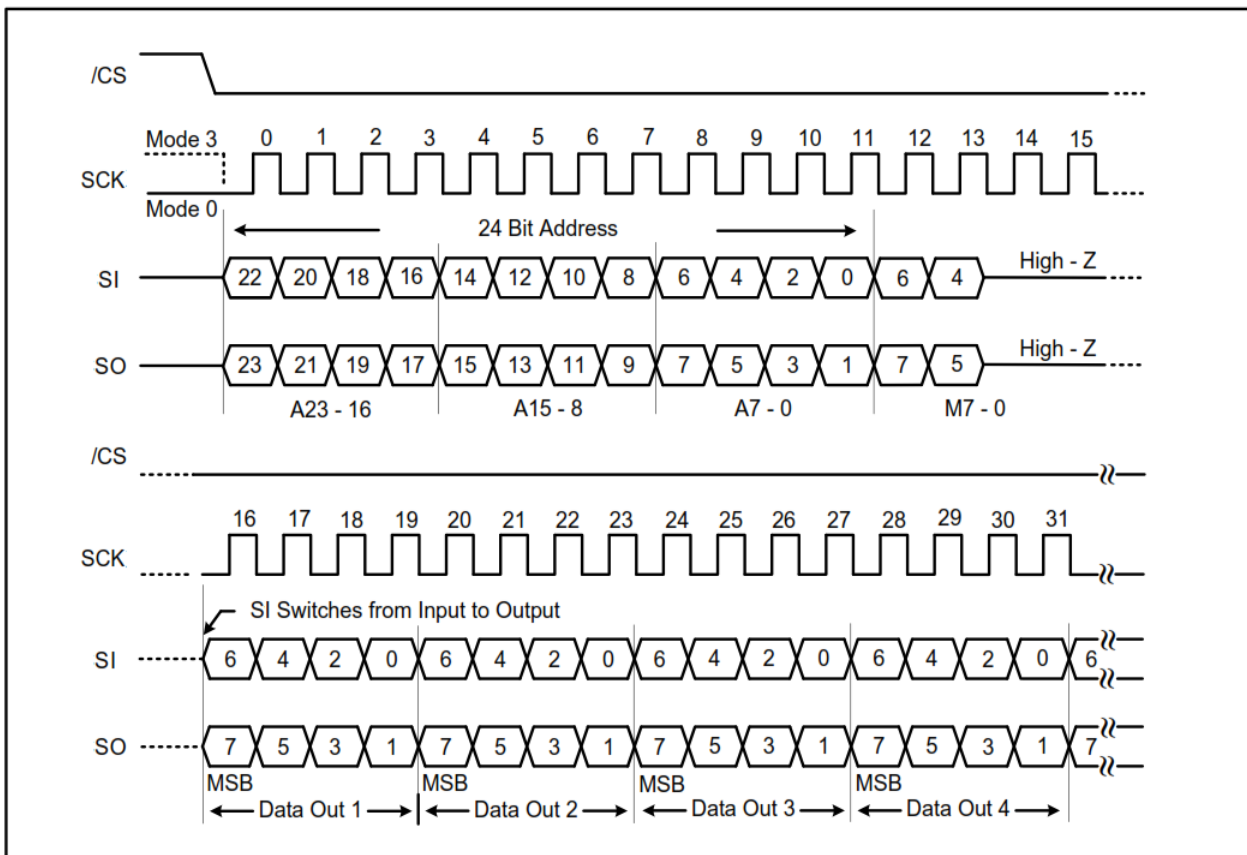 /CS
Mode 3 0 1 2 3 4 5 6 7 8 9 10 11 12 13 14 15
SCK
Mode 0
24 Bit Address
SI 22 20 18 16 14 12 10 8 6 4 2 0 6 4 High - Z
SO 23 21 19 17 15 13 11 9 7 5 3 1 7 5 High - Z
A23 - 16 A15 - 8 A7 - 0 M7 - 0
/CS
16 17 18 19 20 21 22 23 24 25 26 27 28 29 30 31
SCK
SI Switches from Input to Output
SI 6 4 2 0 6 4 2 0 6 4 2 0 6 4 2 0 6
SO 7 5 3 1 7 5 3 1 7 5 3 1 7 5 3 1 7
MSB MSB MSB MSB
Data Out 1 Data Out 2 Data Out 3 Data Out 4